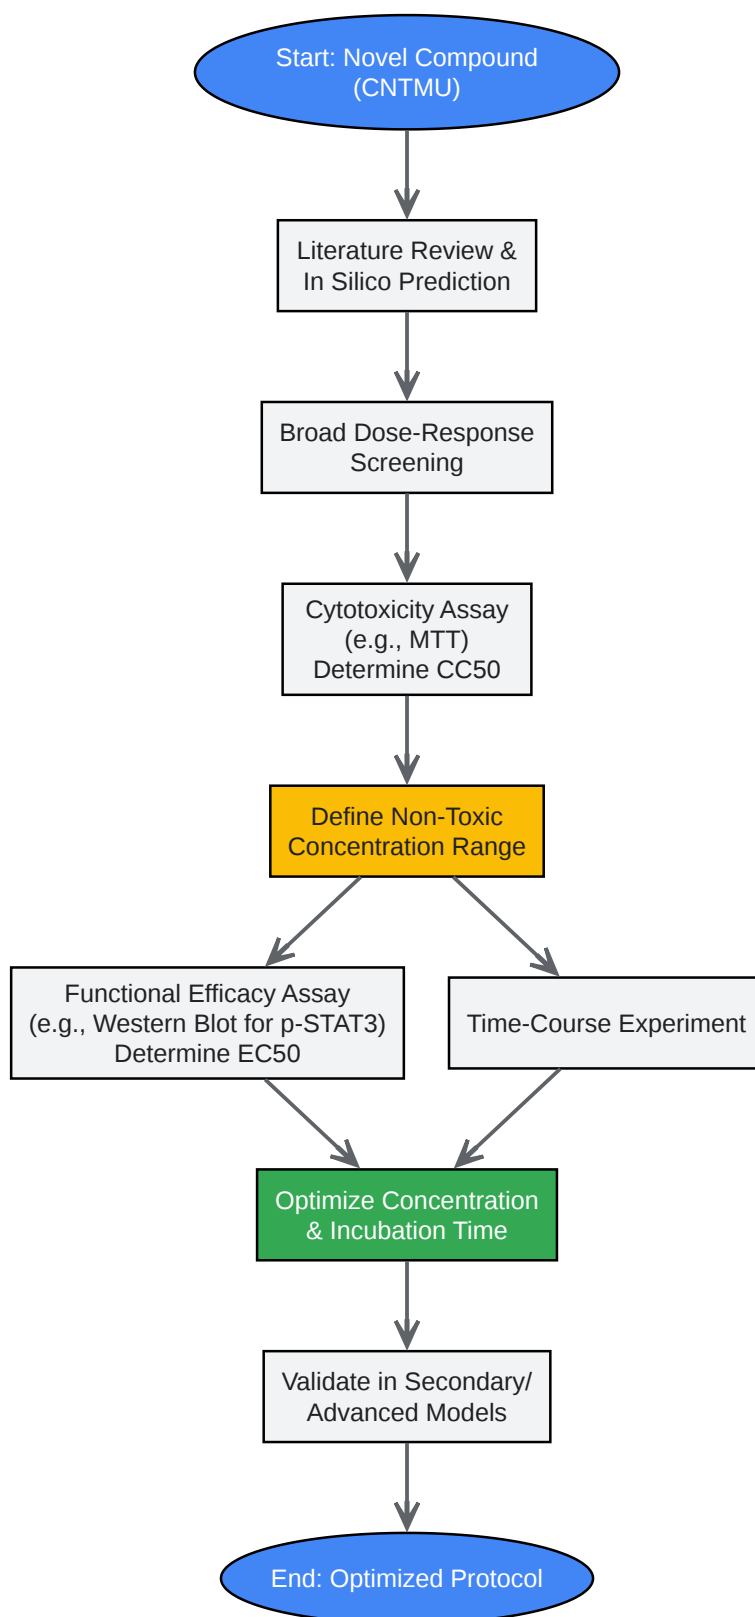 Start: Novel Compound
(CNTMU)
Literature Review &
In Silico Prediction
Broad Dose-Response
Screening
Cytotoxicity Assay
(e.g., MTT)
Determine CC50
Define Non-Toxic
Concentration Range
Functional Efficacy Assay
(e.g., Western Blot for p-STAT3)
Determine EC50
Time-Course Experiment
Optimize Concentration
& Incubation Time
Validate in Secondary/
Advanced Models
End: Optimized Protocol